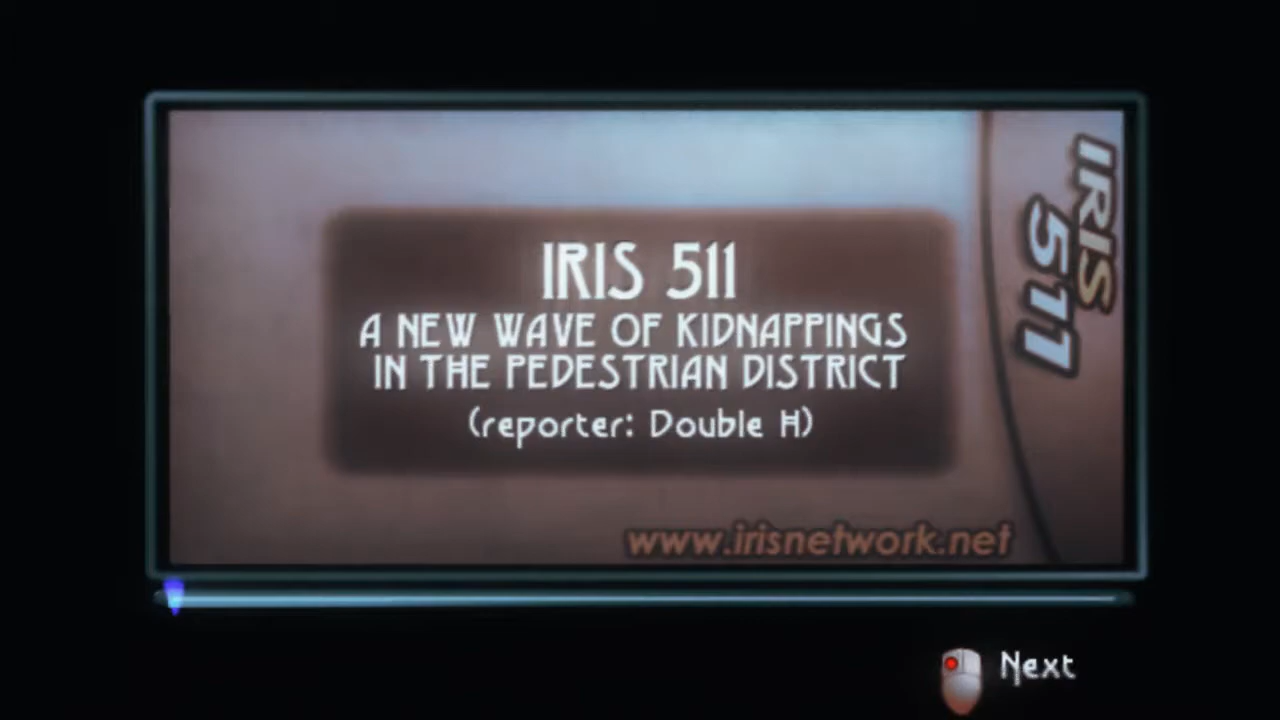 IRIS 511
A NEW WAVE OF KIDNAPPINGS
IN THE PEDESTRIAN DISTRICT
(reporter: Double H)
IRIS
511
www.irisnetwork.net
Next